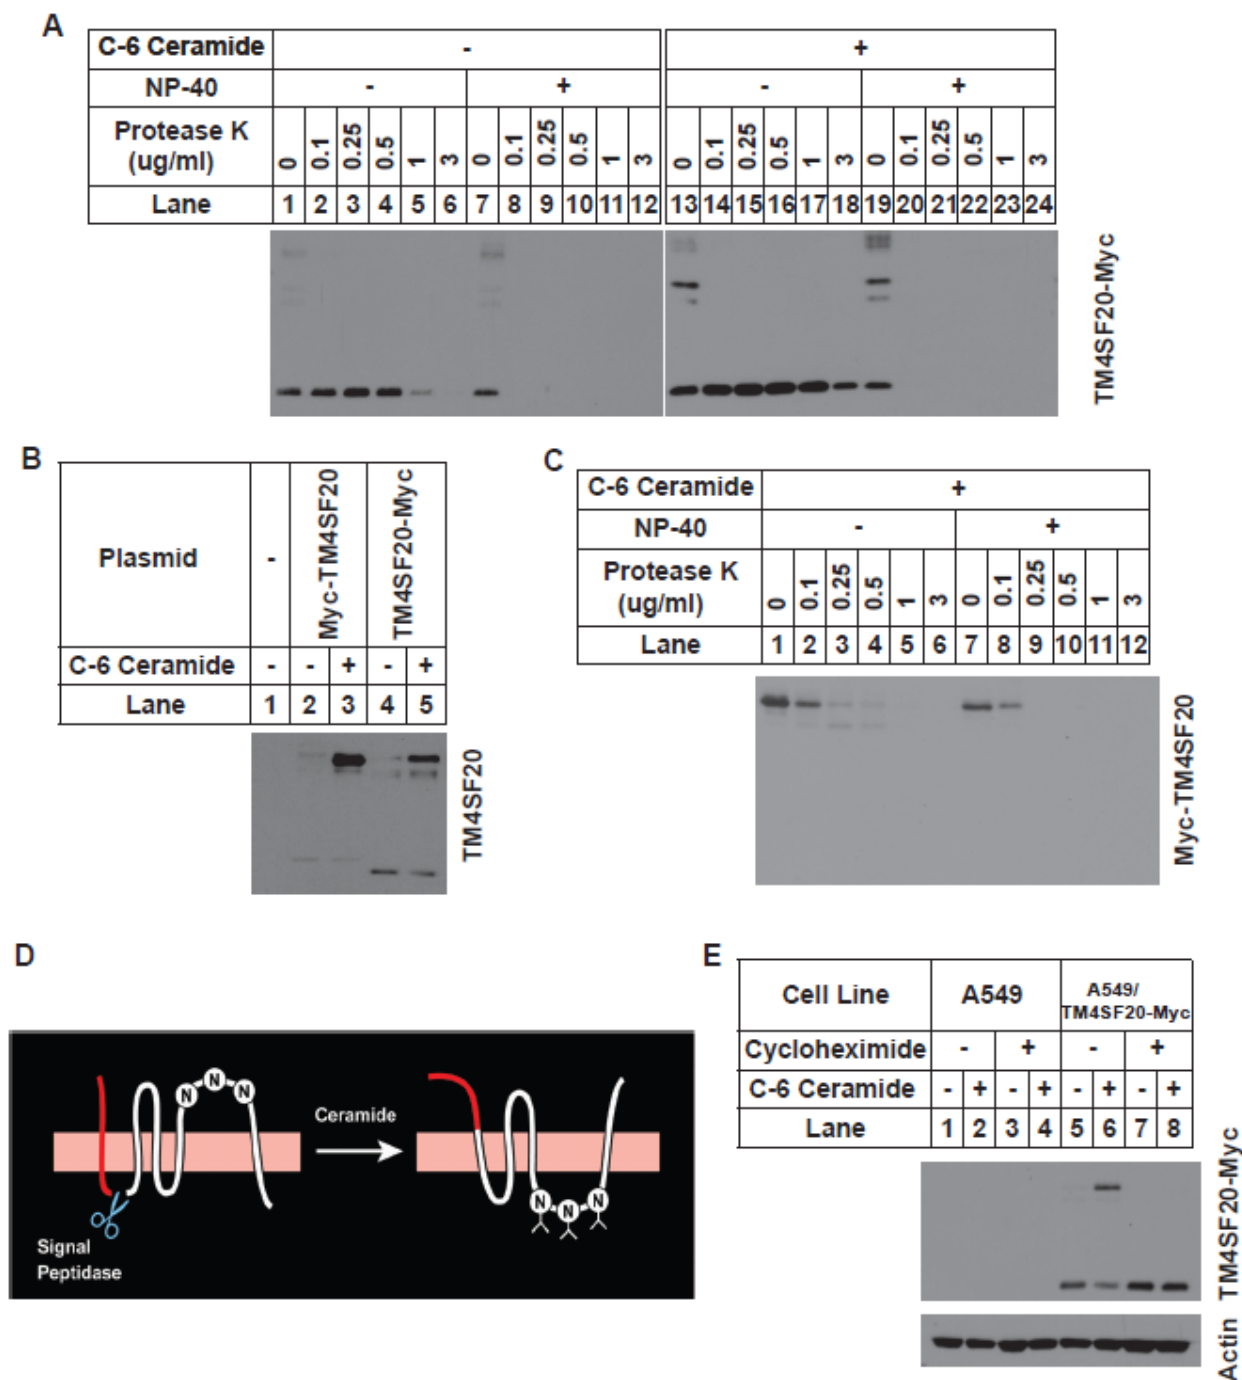 A
C-6 Ceramide - +
NP-40 - + - +
Protease K (ug/ml) 0 0.1 0.25 0.5 1 3 0 0.1 0.25 0.5 1 3 0 0.1 0.25 0.5 1 3 0 0.1 0.25 0.5 1 3
Lane 1 2 3 4 5 6 7 8 9 10 11 12 13 14 15 16 17 18 19 20 21 22 23 24
TM4SF20-Myc
B
Plasmid - Myc-TM4SF20 TM4SF20-Myc
C-6 Ceramide - - + - +
Lane 1 2 3 4 5
TM4SF20
C
C-6 Ceramide +
NP-40 - +
Protease K (ug/ml) 0 0.1 0.25 0.5 1 3 0 0.1 0.25 0.5 1 3
Lane 1 2 3 4 5 6 7 8 9 10 11 12
Myc-TM4SF20
D
N N N
Ceramide
N N N
Signal
Peptidase
E
Cell Line A549 A549/TM4SF20-Myc
Cycloheximide - + - +
C-6 Ceramide - + - + - + - +
Lane 1 2 3 4 5 6 7 8
TM4SF20-Myc
Actin